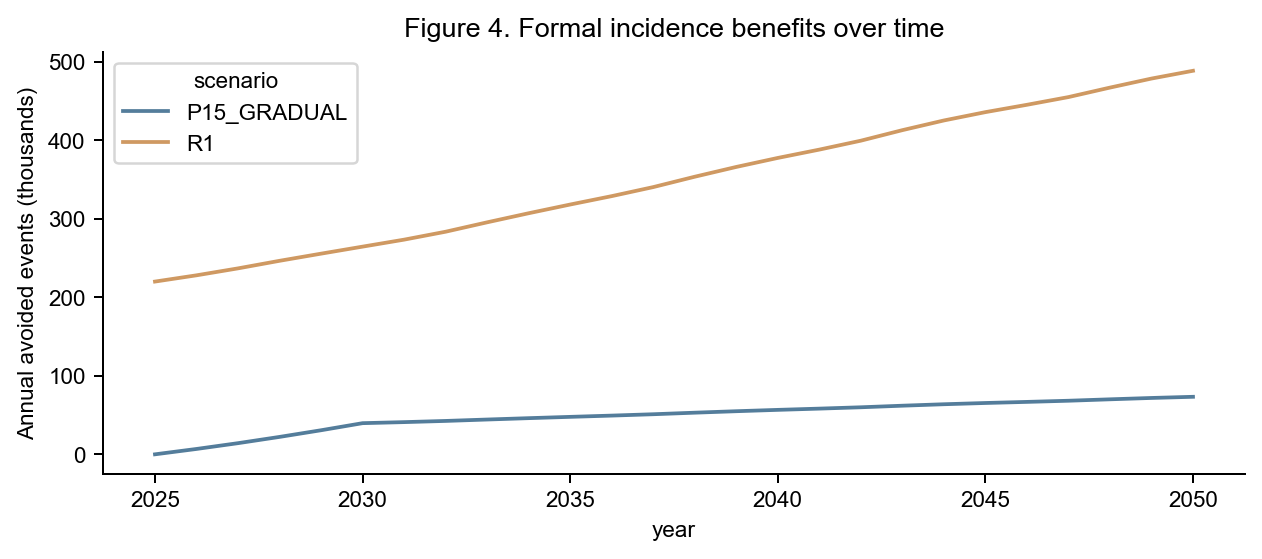 Figure 4. Formal incidence benefits over time
Annual avoided events (thousands)
500
400
300
200
100
0
scenario
P15_GRADUAL
R1
2025 2030 2035 2040 2045 2050
year